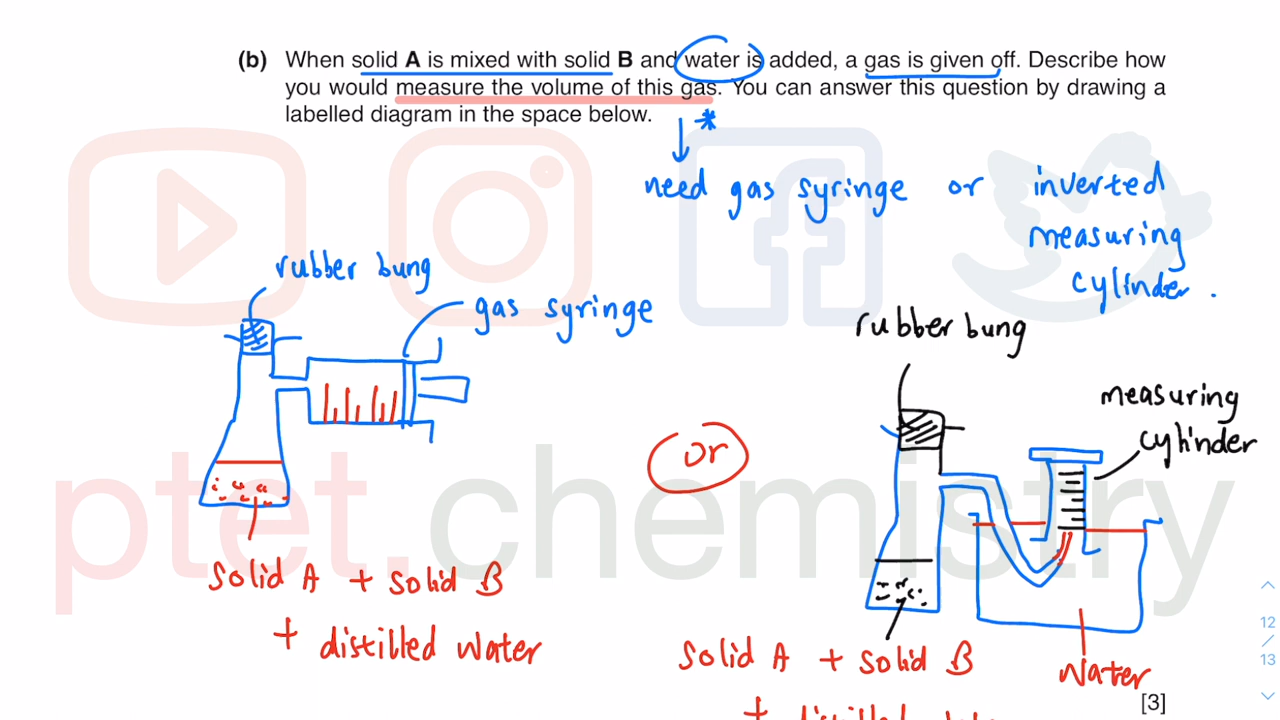 (b) When solid A is mixed with solid B and water is added, a gas is given off. Describe how
you would measure the volume of this gas. You can answer this question by drawing a
labelled diagram in the space below.
*
need gas syringe or inverted
measuring
cylinder.
rubber bung
gas syringe
rubber bung
measuring
cylinder
or
ptet.chemistry
solid A + solid B
+ distilled water
solid A + solid B
water
[3]
12
/
13